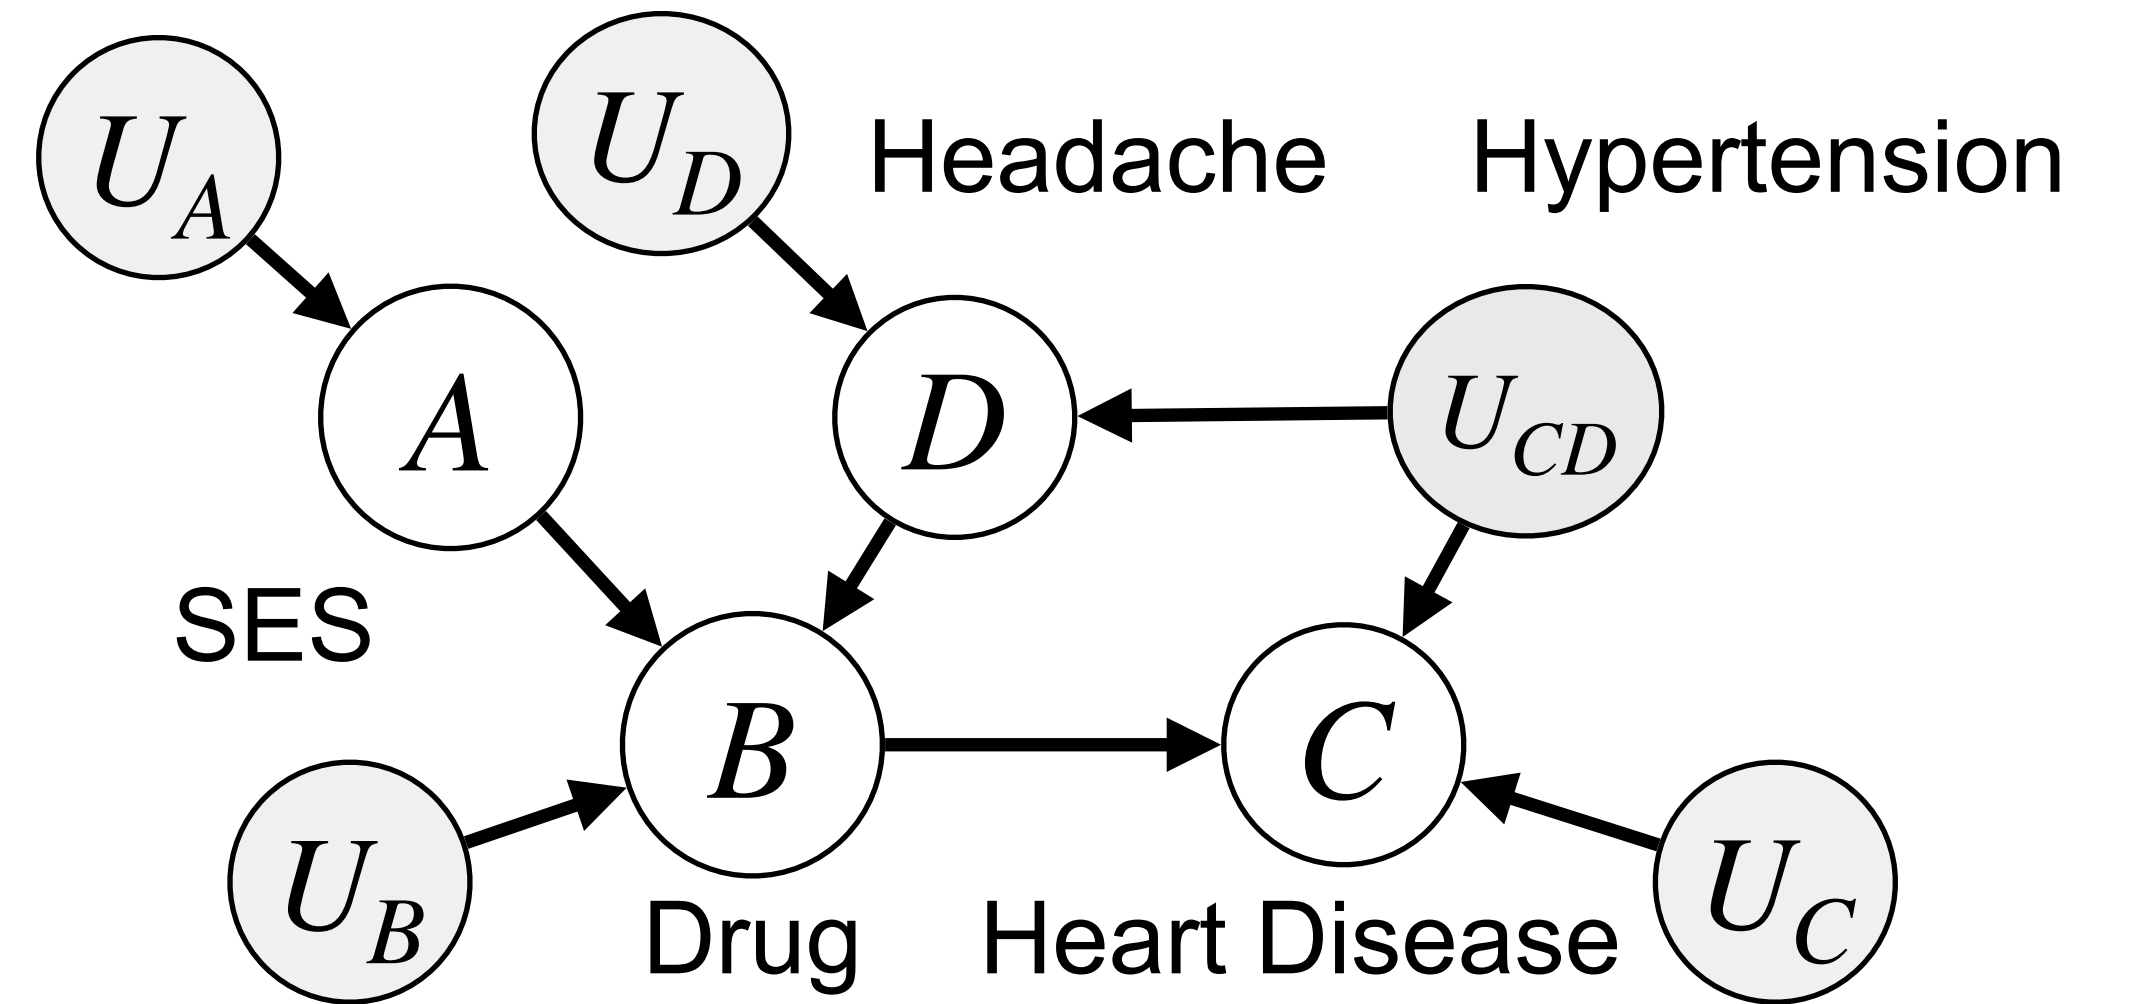 U_A
U_D
Headache
Hypertension
A
D
U_CD
SES
B
C
U_B
Drug
Heart Disease
U_C